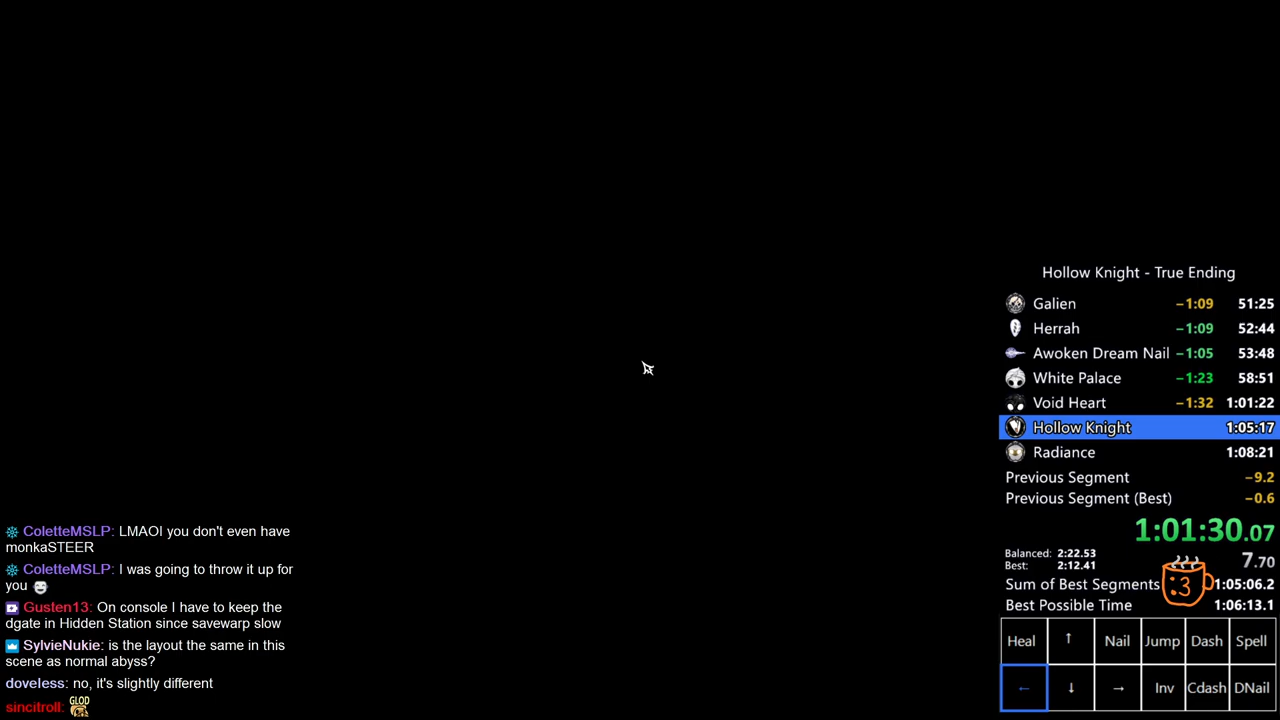 Hollow Knight - True Ending
Galien −1:09 51:25
Herrah −1:09 52:44
Awoken Dream Nail −1:05 53:48
White Palace −1:23 58:51
Void Heart −1:32 1:01:22
Hollow Knight 1:05:17
Radiance 1:08:21
Previous Segment −9.2
Previous Segment (Best) −0.6
1:01:30.07
Balanced: 2:22.53
Best: 2:12.41
7.70
Sum of Best Segments 1:05:06.2
Best Possible Time 1:06:13.1
Heal ↑ Nail Jump Dash Spell
← ↓ → Inv Cdash DNail
ColetteMSLP: LMAOI you don't even have
monkaSTEER
ColetteMSLP: I was going to throw it up for
you
Gusten13: On console I have to keep the
dgate in Hidden Station since savewarp slow
SylvieNukie: is the layout the same in this
scene as normal abyss?
doveless: no, it's slightly different
sincitroll: GLOD